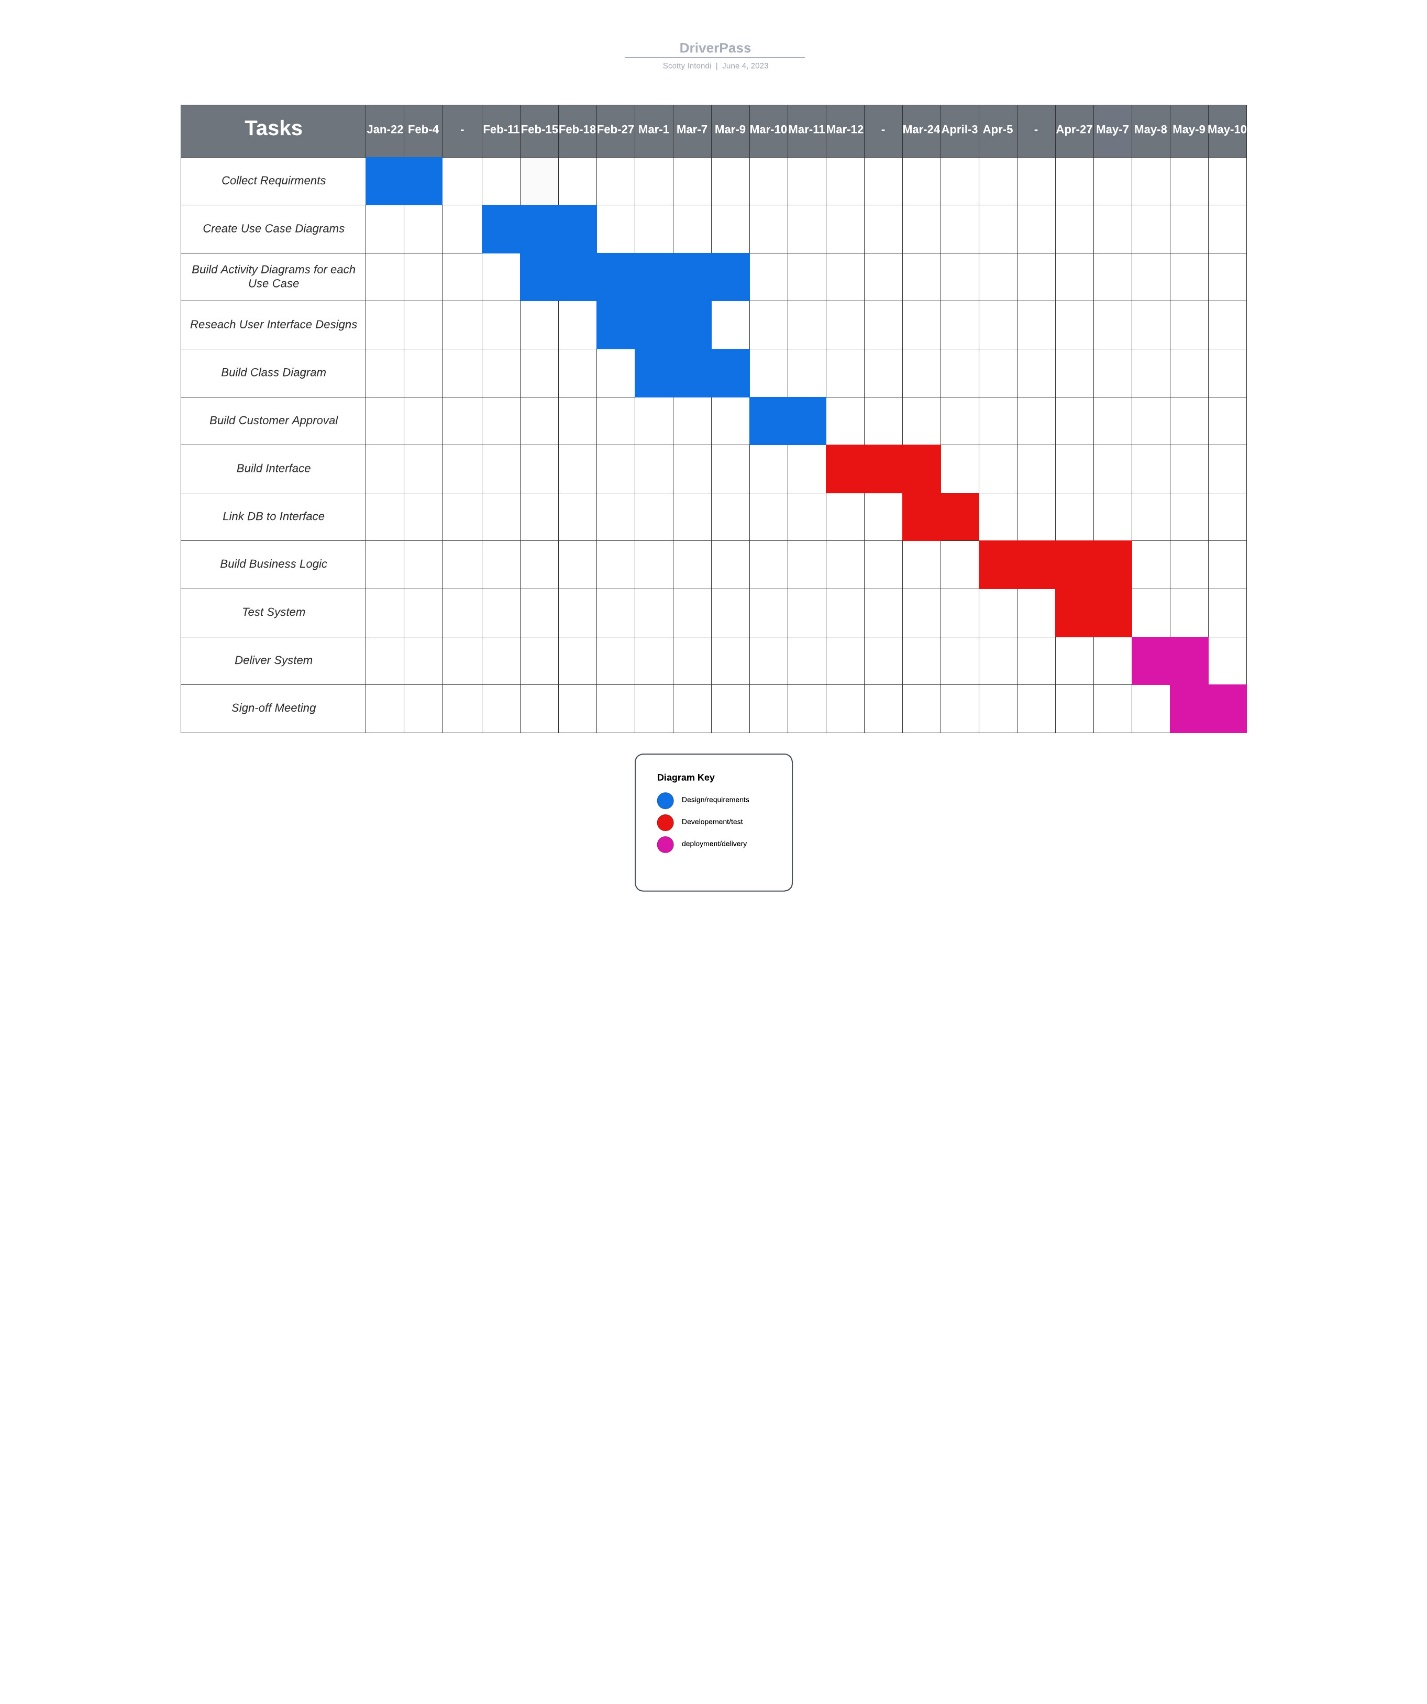 DriverPass
Scotty Intendi | June 4, 2023
Tasks Jan-22 Feb-4 - Feb-11 Feb-15 Feb-18 Feb-27 Mar-1 Mar-7 Mar-9 Mar-10 Mar-11 Mar-12 - Mar-24 April-3 Apr-5 - Apr-27 May-7 May-8 May-9 May-10
Collect Requirments
Create Use Case Diagrams
Build Activity Diagrams for each
Use Case
Reseach User Interface Designs
Build Class Diagram
Build Customer Approval
Build Interface
Link DB to Interface
Build Business Logic
Test System
Deliver System
Sign-off Meeting
Diagram Key
Design/requirements
Developement/test
deployment/delivery